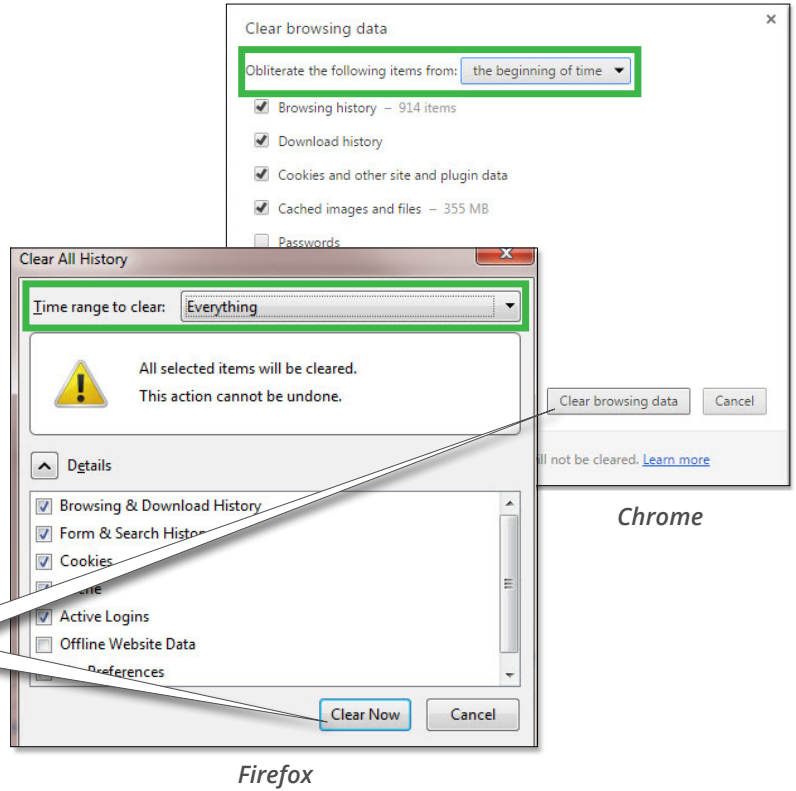 Clear browsing data
Obliterate the following items from: the beginning of time
Browsing history – 914 items
Download history
Cookies and other site and plugin data
Cached images and files – 355 MB
Passwords
Clear browsing data Cancel
ill not be cleared. Learn more
Chrome
Clear All History
Time range to clear: Everything
All selected items will be cleared.
This action cannot be undone.
Details
Browsing & Download History
Form & Search History
Cookies
Active Logins
Offline Website Data
Preferences
Clear Now Cancel
Firefox